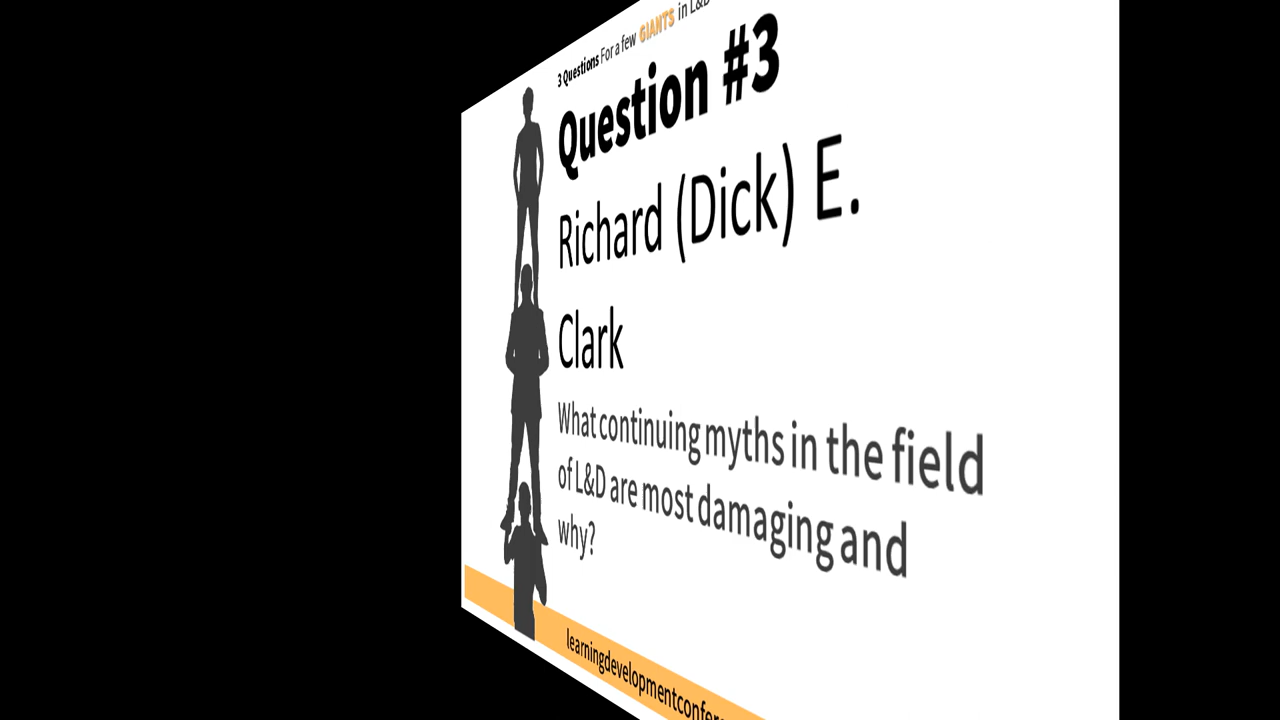 3 Questions For a few GIANTS in L&D
Question #3
Richard (Dick) E.
Clark
What continuing myths in the field
of L&D are most damaging and
why?